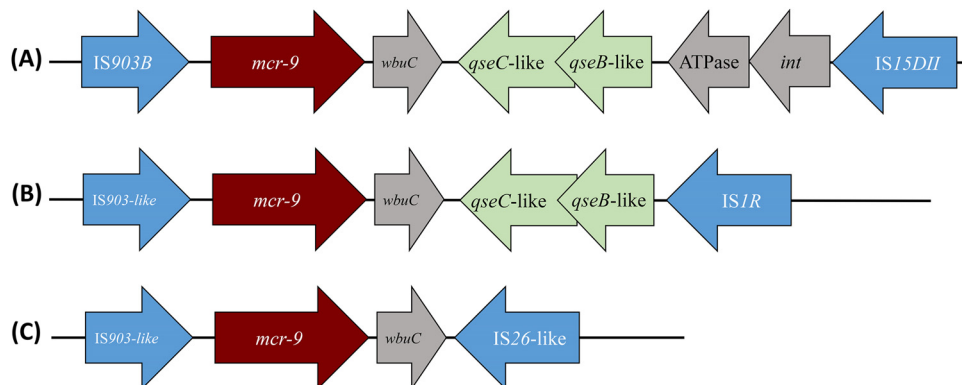 (A) IS903B mcr-9 wbuC qseC-like qseB-like ATPase int IS15DII
(B) IS903-like mcr-9 wbuC qseC-like qseB-like IS1R
(C) IS903-like mcr-9 wbuC IS26-like